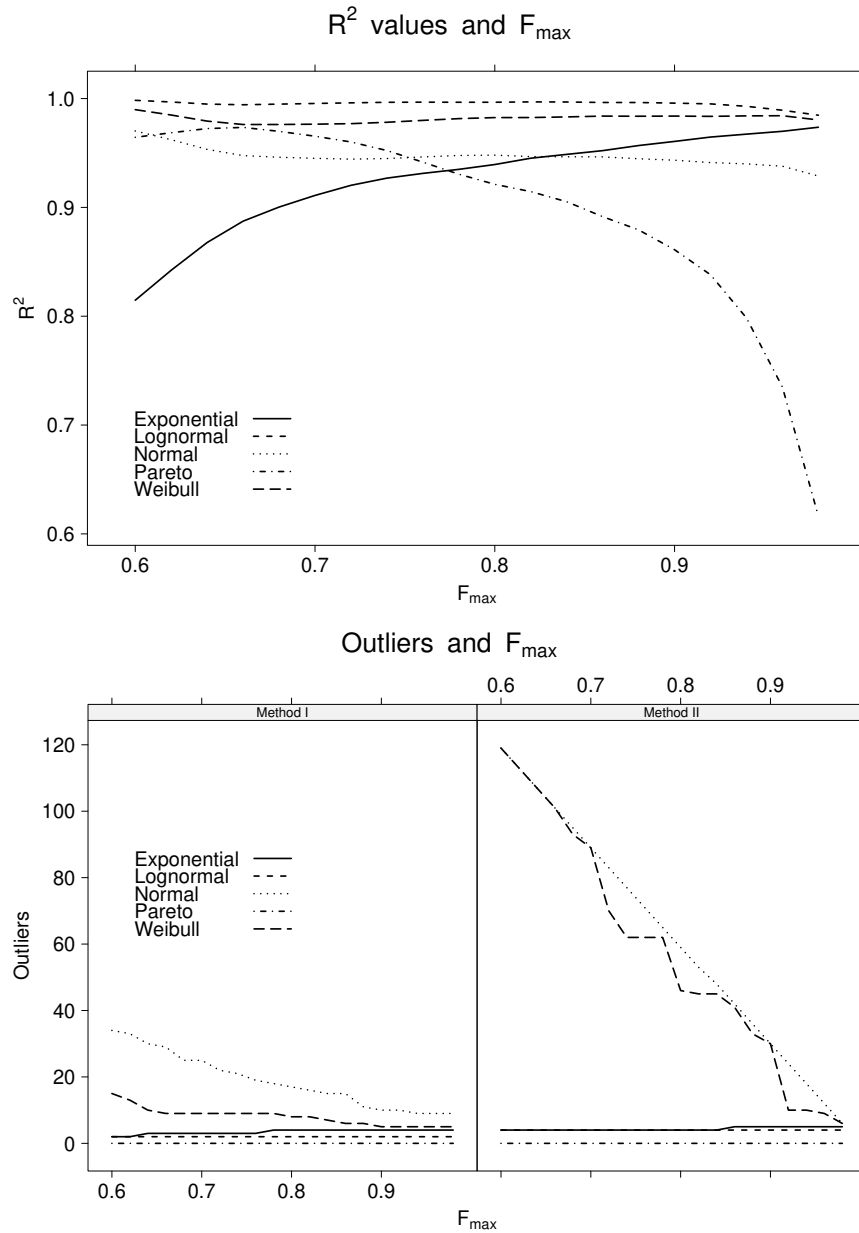 R² values and Fmax
1.0
0.9
0.8
0.7
0.6
R²
Exponential
Lognormal
Normal
Pareto
Weibull
0.6 0.7 0.8 0.9
Fmax
Outliers and Fmax
0.6 0.7 0.8 0.9
Method I Method II
120
100
80
60
40
20
0
Outliers
Exponential
Lognormal
Normal
Pareto
Weibull
0.6 0.7 0.8 0.9
Fmax